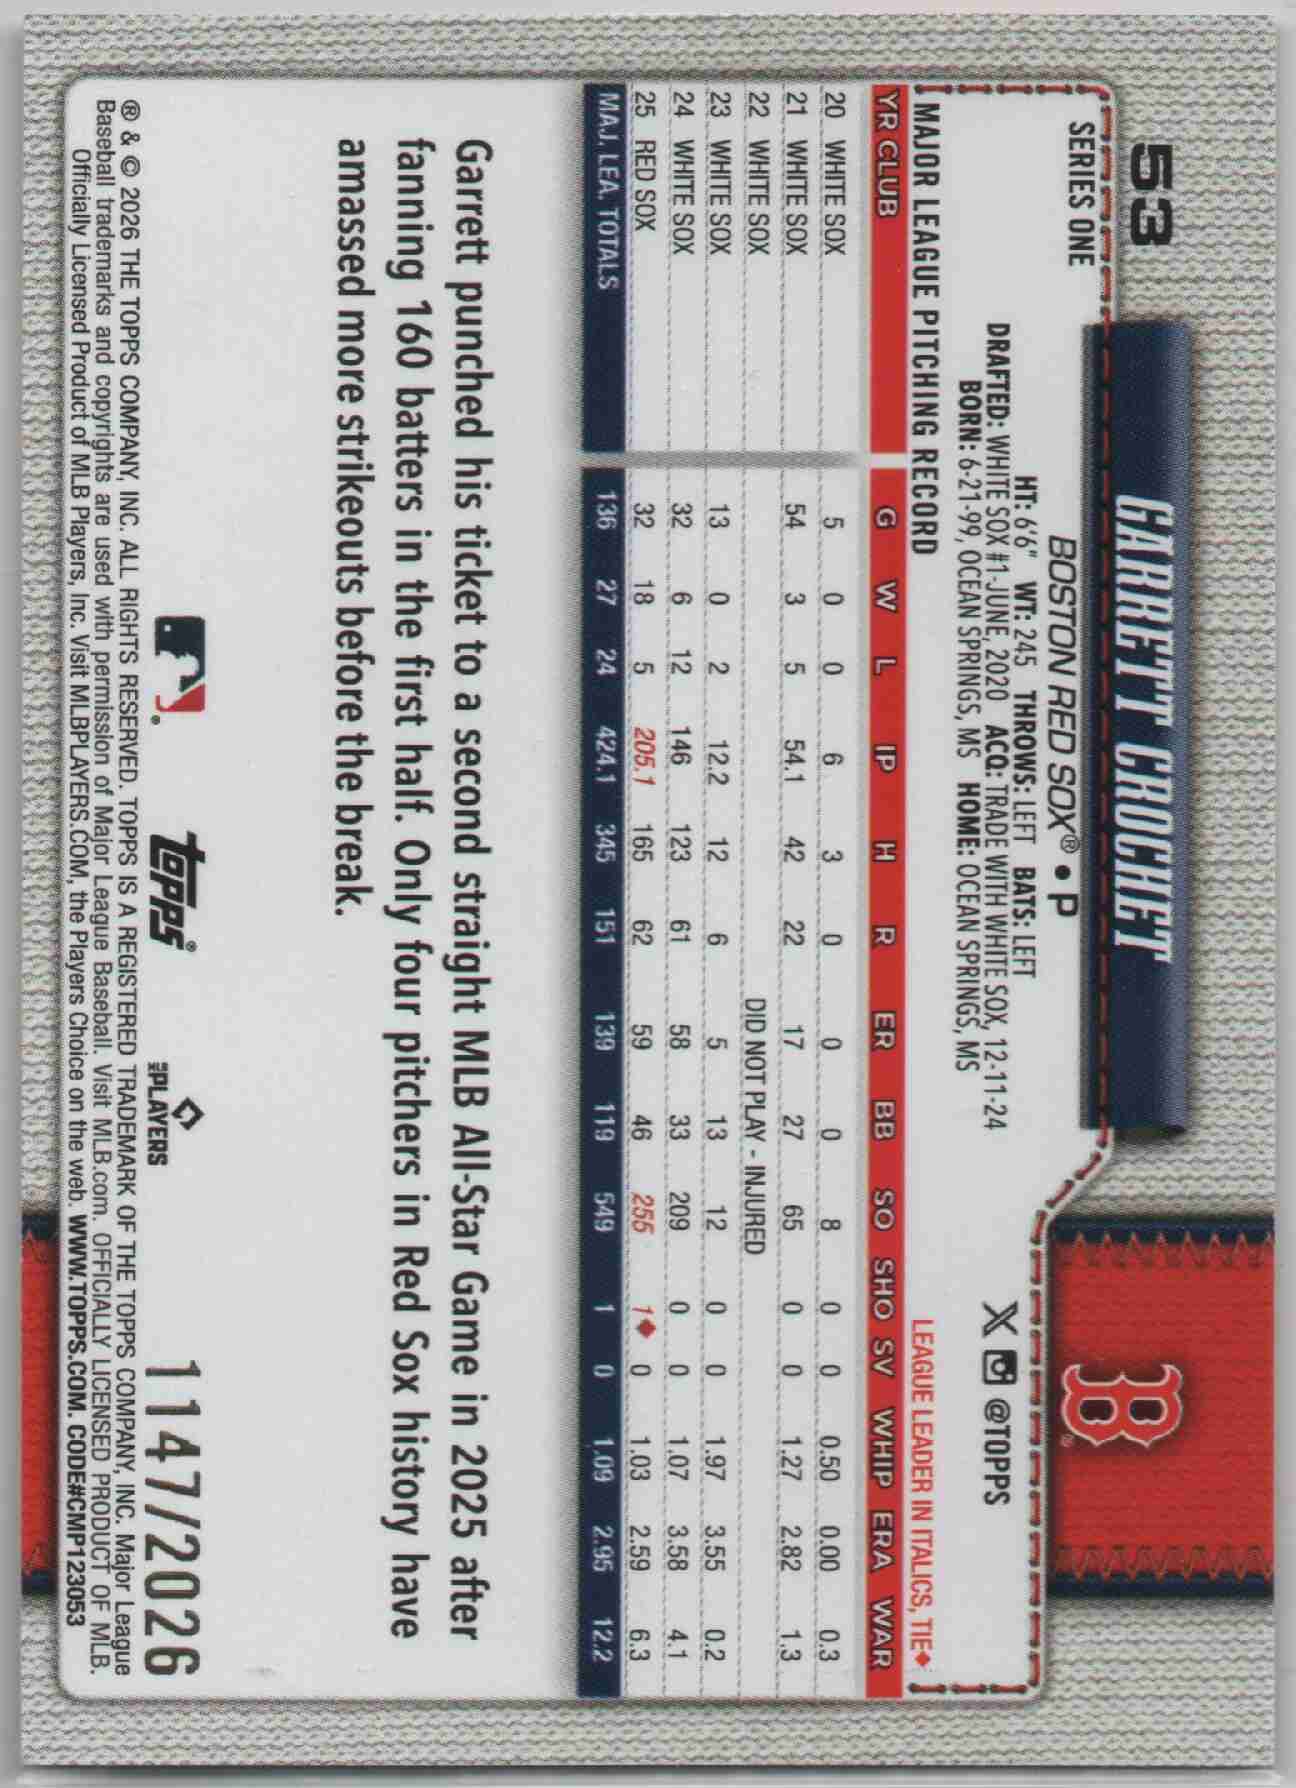 53
SERIES ONE
GARRETT CROCHET
BOSTON RED SOX® • P
HT: 6'6" WT: 245 THROWS: LEFT BATS: LEFT
DRAFTED: WHITE SOX #1-JUNE, 2020 ACQ: TRADE WITH WHITE SOX, 12-11-24
BORN: 6-21-99, OCEAN SPRINGS, MS HOME: OCEAN SPRINGS, MS
B
X @TOPPS
MAJOR LEAGUE PITCHING RECORD
LEAGUE LEADER IN ITALICS, TIE◆
YR CLUB G W L IP H R ER BB SO SHO SV WHIP ERA WAR
20 WHITE SOX 5 0 0 6 3 0 0 0 8 0 0 0.50 0.00 0.3
21 WHITE SOX 54 3 5 54.1 42 22 17 27 65 0 0 1.27 2.82 1.3
22 WHITE SOX DID NOT PLAY - INJURED
23 WHITE SOX 13 0 2 12.2 12 6 5 13 12 0 0 1.97 3.55 0.2
24 WHITE SOX 32 6 12 146 123 61 58 33 209 0 0 1.07 3.58 4.1
25 RED SOX 32 18 5 205.1 165 62 59 46 255 1◆ 0 1.03 2.59 6.3
MAJ. LEA. TOTALS 136 27 24 424.1 345 151 139 119 549 1 0 1.09 2.95 12.2
Garrett punched his ticket to a second straight MLB All-Star Game in 2025 after
fanning 160 batters in the first half. Only four pitchers in Red Sox history have
amassed more strikeouts before the break.
topps®
MLB PLAYERS
1147/2026
® & © 2026 THE TOPPS COMPANY, INC. ALL RIGHTS RESERVED. TOPPS IS A REGISTERED TRADEMARK OF THE TOPPS COMPANY, INC. Major League
Baseball trademarks and copyrights are used with permission of Major League Baseball. Visit MLB.com. OFFICIALLY LICENSED PRODUCT OF MLB.
Officially Licensed Product of MLB Players, Inc. Visit MLBPLAYERS.COM, the Players Choice on the web. WWW.TOPPS.COM. CODE#CMP123053